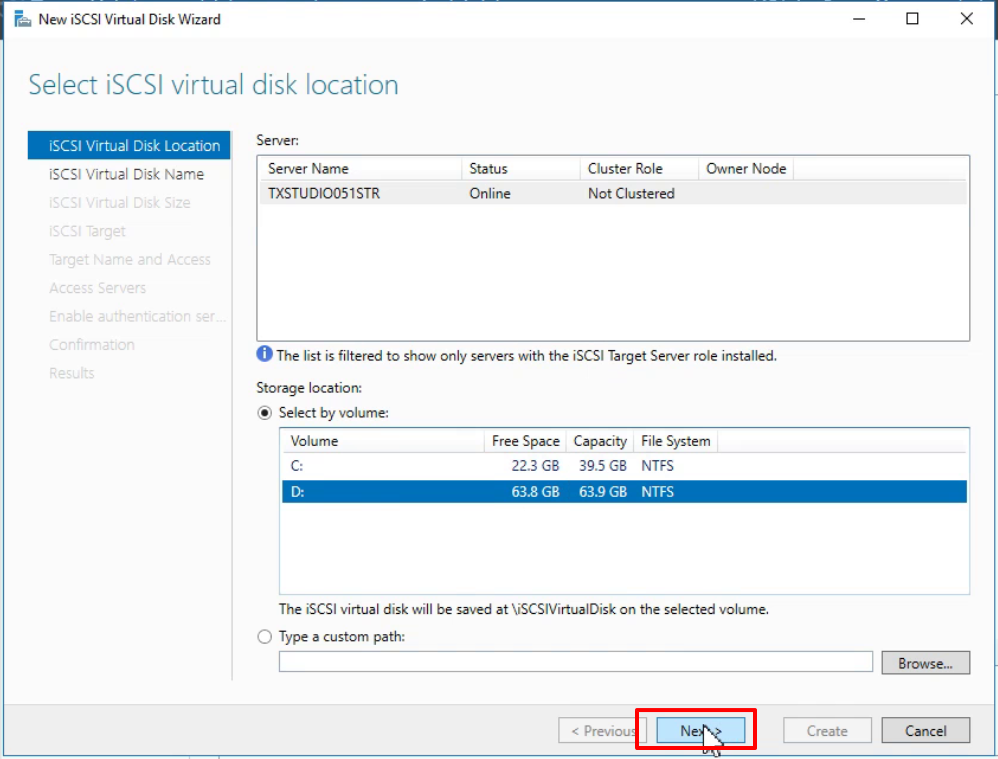 New iSCSI Virtual Disk Wizard
Select iSCSI virtual disk location
iSCSI Virtual Disk Location
iSCSI Virtual Disk Name
iSCSI Virtual Disk Size
iSCSI Target
Target Name and Access
Access Servers
Enable authentication ser...
Confirmation
Results
Server:
Server Name Status Cluster Role Owner Node
TXSTUDIO051STR Online Not Clustered
The list is filtered to show only servers with the iSCSI Target Server role installed.
Storage location:
Select by volume:
Volume Free Space Capacity File System
C: 22.3 GB 39.5 GB NTFS
D: 63.8 GB 63.9 GB NTFS
The iSCSI virtual disk will be saved at \iSCSIVirtualDisk on the selected volume.
Type a custom path:
Browse...
< Previous Next > Create Cancel